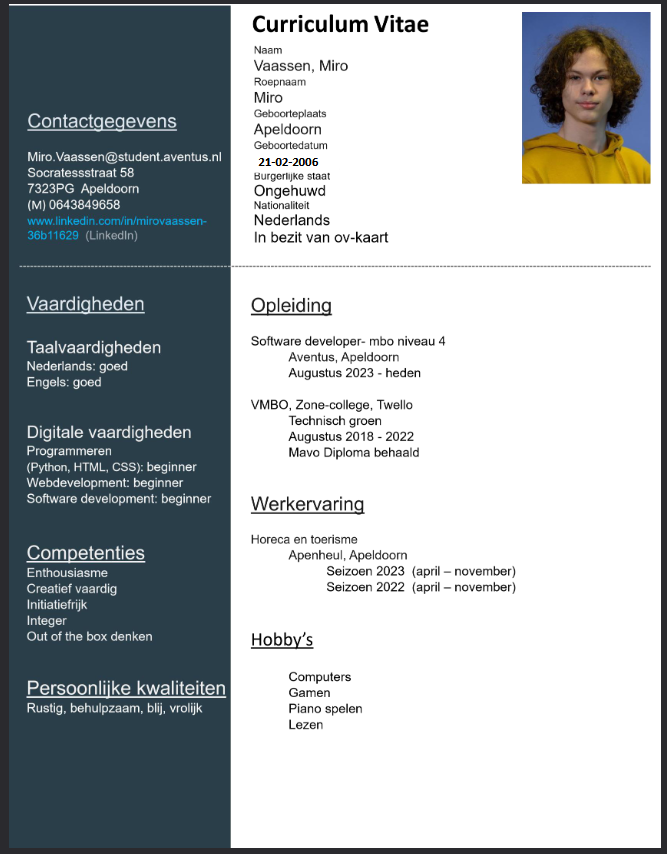 Curriculum Vitae
Naam
Vaassen, Miro
Roepnaam
Miro
Geboorteplaats
Apeldoorn
Geboortedatum
21-02-2006
Burgerlijke staat
Ongehuwd
Nationaliteit
Nederlands
In bezit van ov-kaart
Contactgegevens
Miro.Vaassen@student.aventus.nl
Socratessstraat 58
7323PG Apeldoorn
(M) 0643849658
www.linkedin.com/in/mirovaassen-
36b11629 (LinkedIn)
Vaardigheden
Taalvaardigheden
Nederlands: goed
Engels: goed
Digitale vaardigheden
Programmeren
(Python, HTML, CSS): beginner
Webdevelopment: beginner
Software development: beginner
Competenties
Enthousiasme
Creatief vaardig
Initiatiefrijk
Integer
Out of the box denken
Persoonlijke kwaliteiten
Rustig, behulpzaam, blij, vrolijk
Opleiding
Software developer- mbo niveau 4
Aventus, Apeldoorn
Augustus 2023 - heden
VMBO, Zone-college, Twello
Technisch groen
Augustus 2018 - 2022
Mavo Diploma behaald
Werkervaring
Horeca en toerisme
Apenheul, Apeldoorn
Seizoen 2023 (april – november)
Seizoen 2022 (april – november)
Hobby's
Computers
Gamen
Piano spelen
Lezen